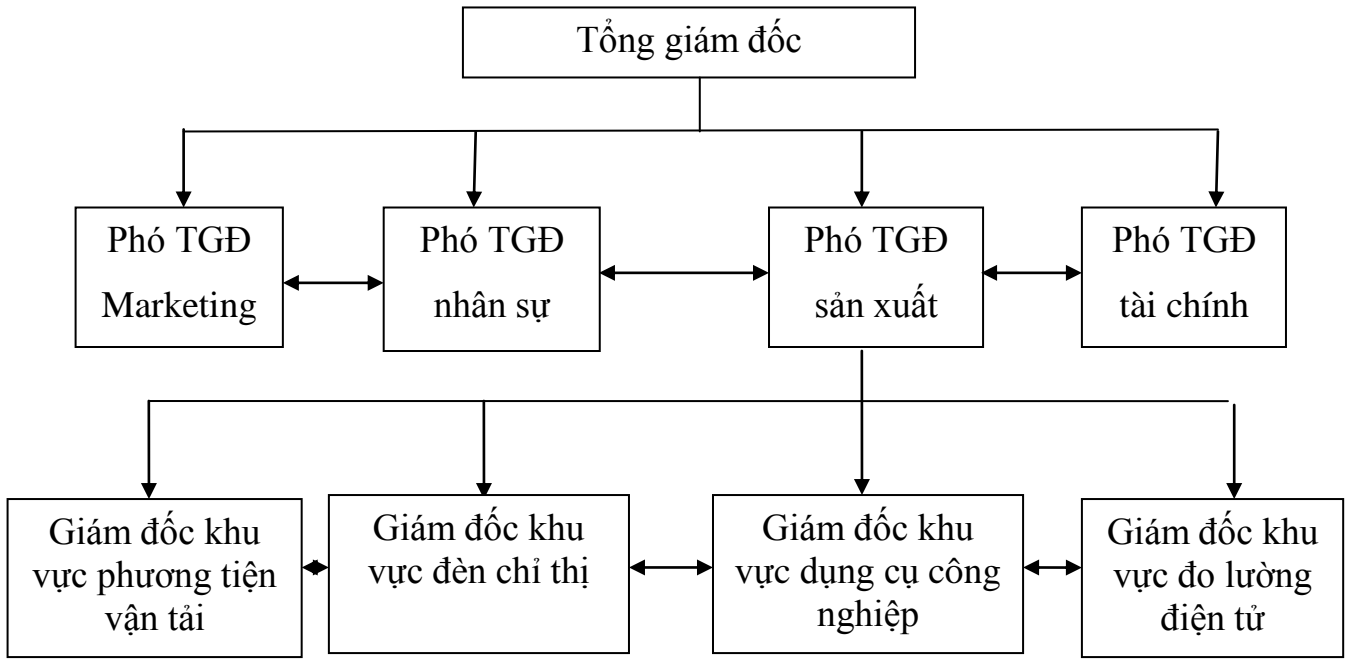 Tổng giám đốc
Phó TGĐ
Marketing
Phó TGĐ
nhân sự
Phó TGĐ
sản xuất
Phó TGĐ
tài chính
Giám đốc khu
vực phương tiện
vận tải
Giám đốc khu
vực đèn chỉ thị
Giám đốc khu
vực dụng cụ công
nghiệp
Giám đốc khu
vực đo lường
điện tử